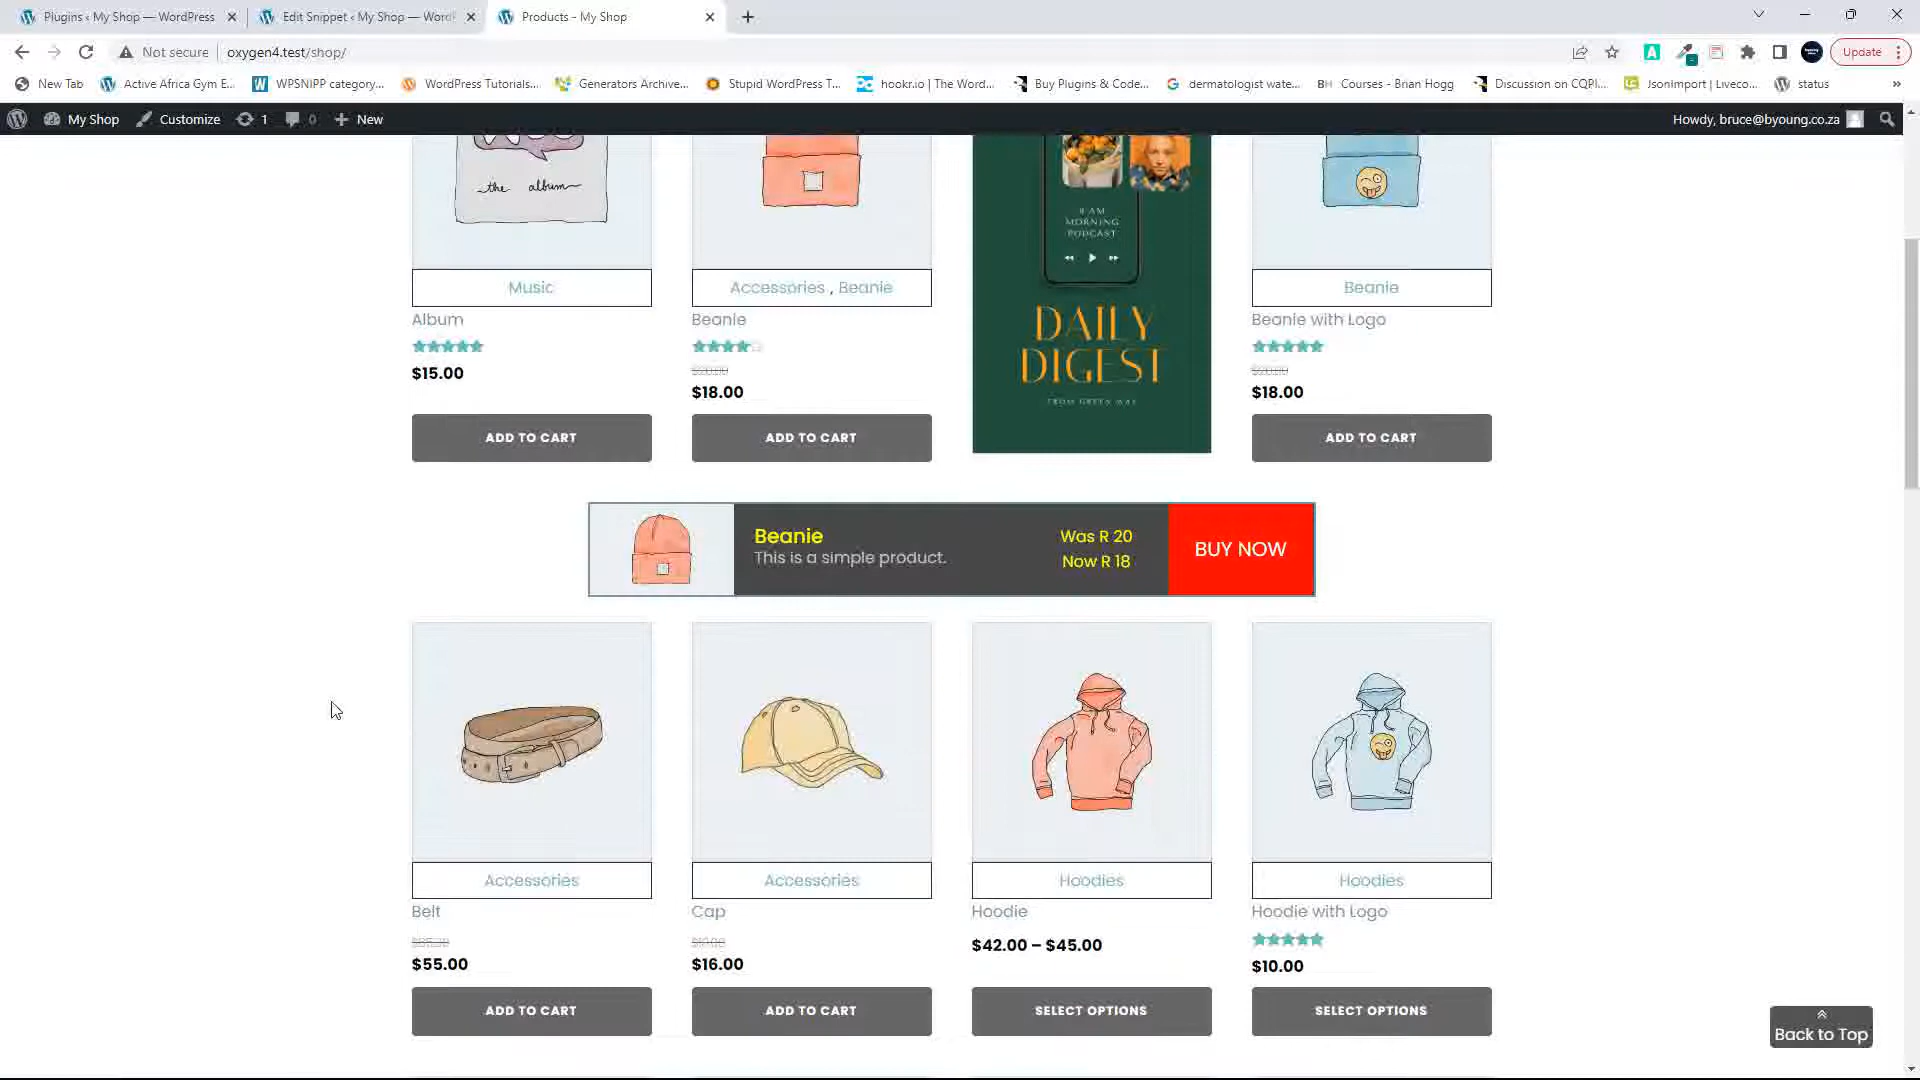 Plugins ‹ My Shop — WordPress
Edit Snippet ‹ My Shop — Word
Products – My Shop
Not secure
oxygen4.test/shop/
Update
New Tab
Active Africa Gym E...
WPSNIPP category...
WordPress Tutorials...
Generators Archive...
Stupid WordPress T...
hookr.io | The Word...
Buy Plugins & Code...
dermatologist wate...
BH Courses - Brian Hogg
Discussion on CQPI...
Jsonimport | Liveco...
status
»
My Shop
Customize
1
0
New
Howdy, bruce@byoung.co.za
the album
8 AM
MORNING
PODCAST
DAILY
DIGEST
FROM GREEN WAY
Music
Accessories , Beanie
Beanie
Album
Beanie
Beanie with Logo
$15.00
$20.00
$18.00
$20.00
$18.00
ADD TO CART
ADD TO CART
ADD TO CART
Beanie
This is a simple product.
Was R 20
Now R 18
BUY NOW
Accessories
Accessories
Hoodies
Hoodies
Belt
Cap
Hoodie
Hoodie with Logo
$55.00
$16.00
$42.00 – $45.00
$10.00
ADD TO CART
ADD TO CART
SELECT OPTIONS
SELECT OPTIONS
Back to Top